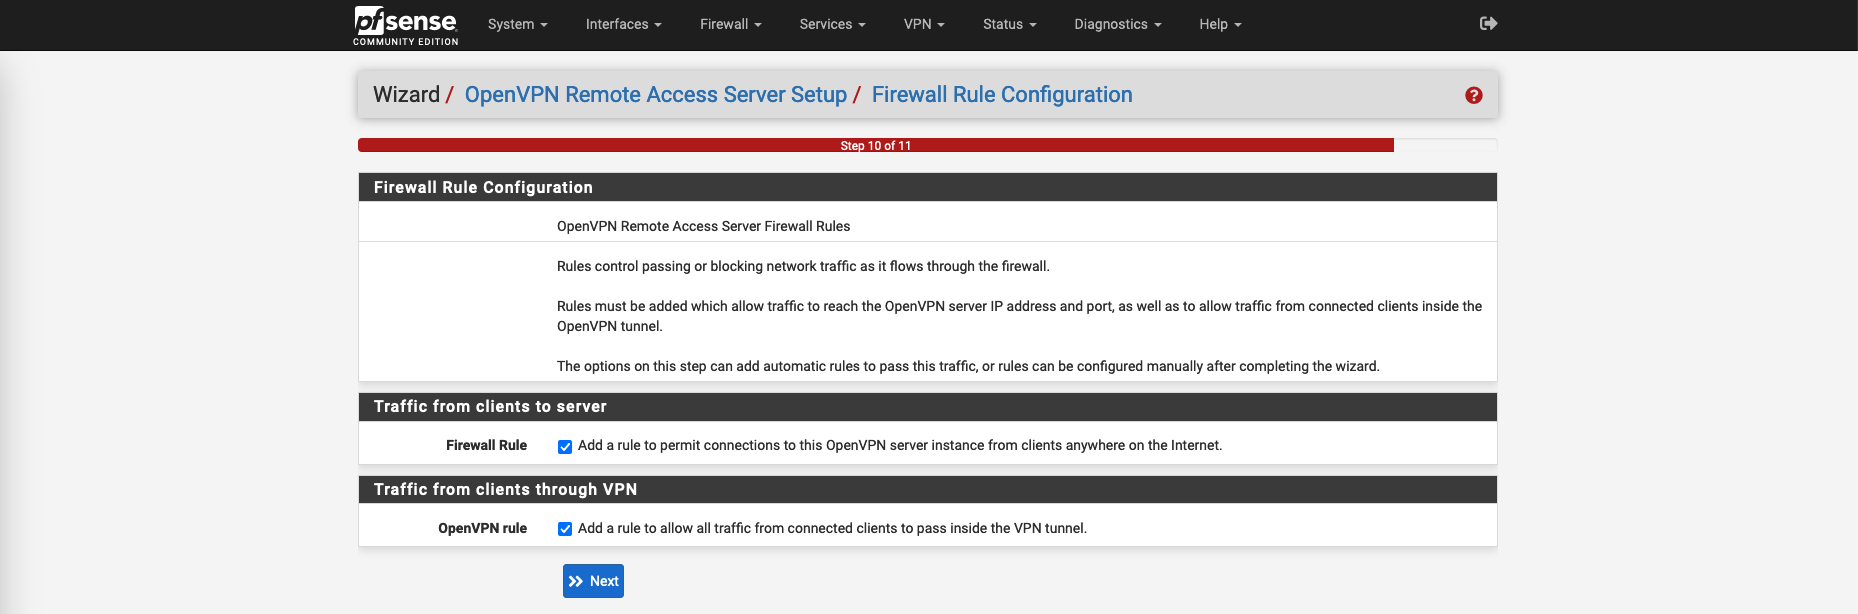 pfsense
COMMUNITY EDITION
System Interfaces Firewall Services VPN Status Diagnostics Help
Wizard / OpenVPN Remote Access Server Setup / Firewall Rule Configuration
Step 10 of 11
Firewall Rule Configuration
OpenVPN Remote Access Server Firewall Rules
Rules control passing or blocking network traffic as it flows through the firewall.
Rules must be added which allow traffic to reach the OpenVPN server IP address and port, as well as to allow traffic from connected clients inside the
OpenVPN tunnel.
The options on this step can add automatic rules to pass this traffic, or rules can be configured manually after completing the wizard.
Traffic from clients to server
Firewall Rule Add a rule to permit connections to this OpenVPN server instance from clients anywhere on the Internet.
Traffic from clients through VPN
OpenVPN rule Add a rule to allow all traffic from connected clients to pass inside the VPN tunnel.
Next